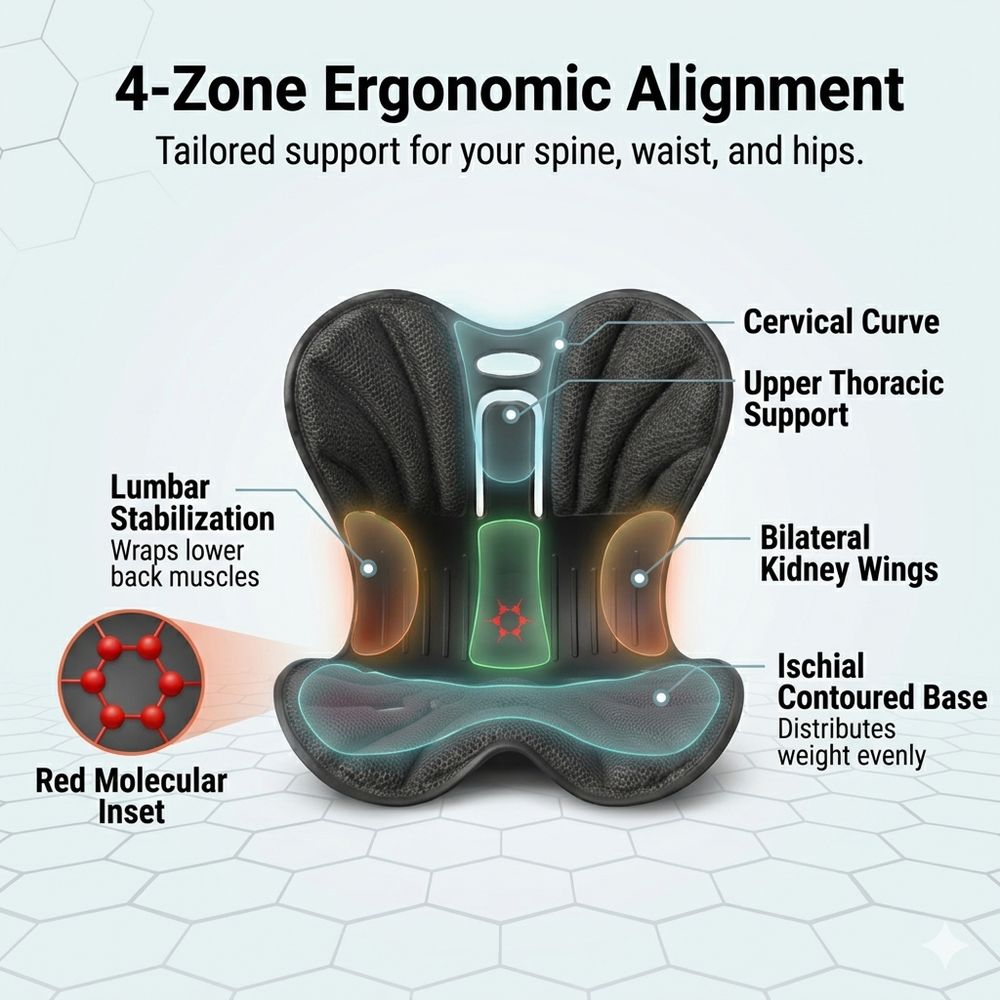 4-Zone Ergonomic Alignment
Tailored support for your spine, waist, and hips.
Cervical Curve
Upper Thoracic
Support
Lumbar
Stabilization
Wraps lower
back muscles
Bilateral
Kidney Wings
Ischial
Contoured Base
Distributes
weight evenly
Red Molecular
Inset